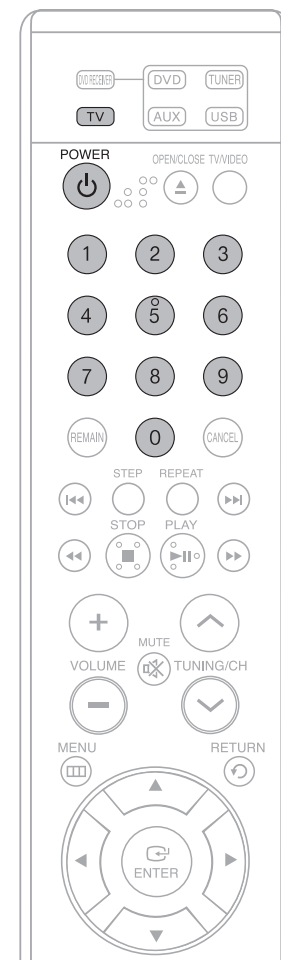 DVD RECEIVER DVD TUNER
TV AUX USB
POWER OPEN/CLOSE TV/VIDEO
1 2 3
4 5 6
7 8 9
REMAIN 0 CANCEL
STEP REPEAT
STOP PLAY
MUTE
VOLUME TUNING/CH
MENU RETURN
ENTER